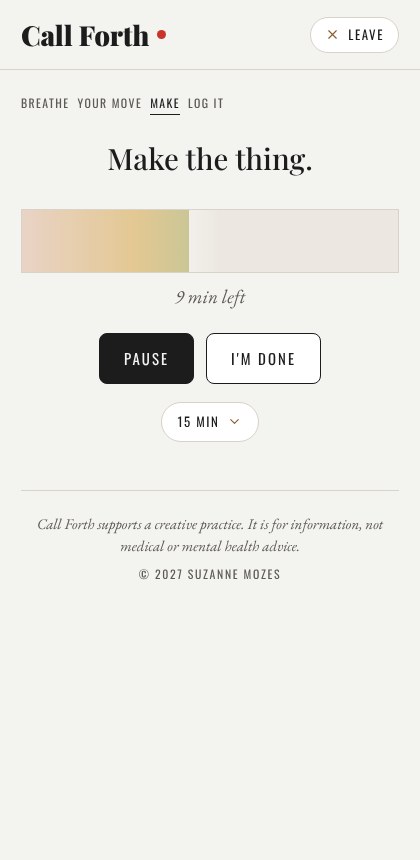 Call Forth
LEAVE
BREATHE YOUR MOVE MAKE LOG IT
Make the thing.
9 min left
PAUSE
I'M DONE
15 MIN
Call Forth supports a creative practice. It is for information, not
medical or mental health advice.
© 2027 SUZANNE MOZES